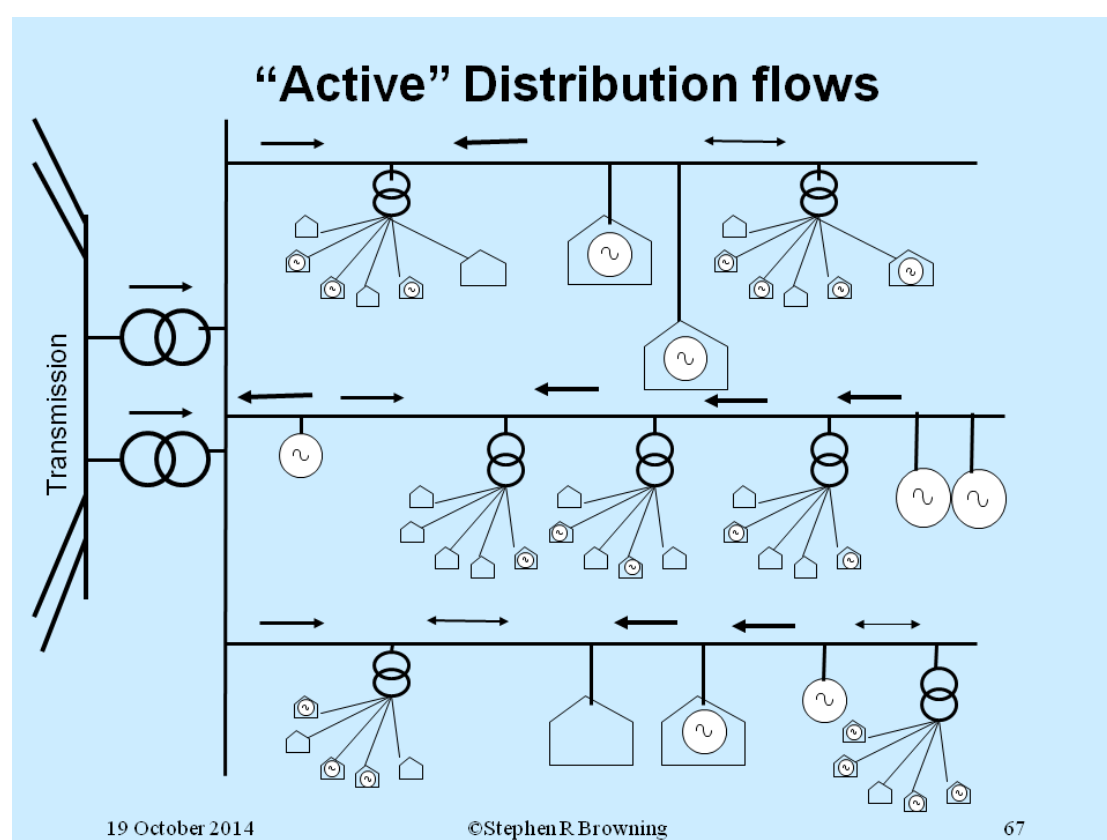 “Active” Distribution flows
Transmission
19 October 2014
©Stephen R Browning
67